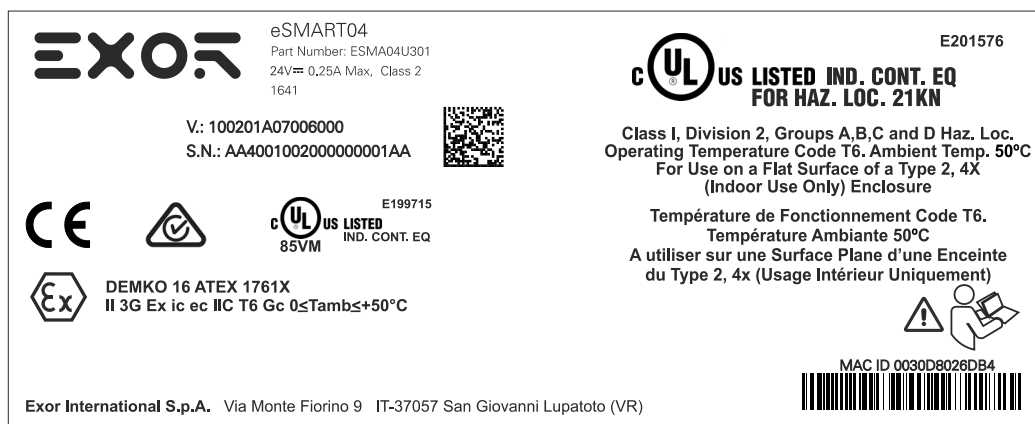 EXOR
eSMART04
Part Number: ESMA04U301
24V⎓ 0.25A Max, Class 2
1641
V.: 100201A07006000
S.N.: AA4001002000000001AA
CE
E199715
c UL ® US LISTED
IND. CONT. EQ
85VM
Ex
DEMKO 16 ATEX 1761X
II 3G Ex ic ec IIC T6 Gc 0≤Tamb≤+50°C
Exor International S.p.A. Via Monte Fiorino 9 IT-37057 San Giovanni Lupatoto (VR)
E201576
c UL ® US LISTED IND. CONT. EQ
FOR HAZ. LOC. 21KN
Class I, Division 2, Groups A,B,C and D Haz. Loc.
Operating Temperature Code T6. Ambient Temp. 50ºC
For Use on a Flat Surface of a Type 2, 4X
(Indoor Use Only) Enclosure
Température de Fonctionnement Code T6.
Température Ambiante 50ºC
A utiliser sur une Surface Plane d'une Enceinte
du Type 2, 4x (Usage Intérieur Uniquement)
MAC ID 0030D8026DB4